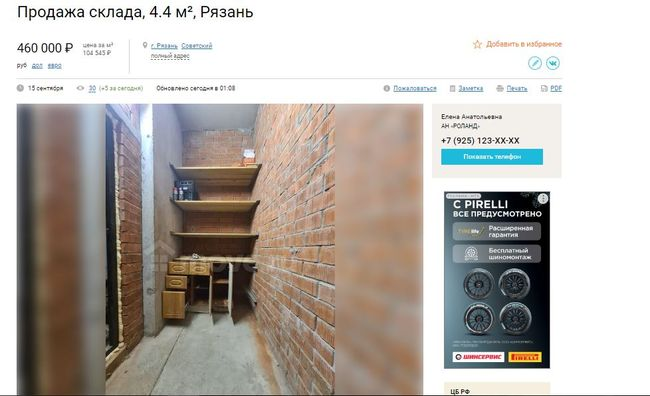 Продажа склада, 4.4 м², Рязань
460 000 ₽
цена за м²
104 545 ₽
руб дол евро
г. Рязань Советский
полный адрес
Добавить в избранное
15 сентября
30 (+5 за сегодня)
Обновлено сегодня в 01:08
Пожаловаться
Заметка
Печать
PDF
Елена Анатольевна
АН «РОЛАНД»
+7 (925) 123-XX-XX
Показать телефон
С PIRELLI
ВСЕ ПРЕДУСМОТРЕНО
Расширенная
гарантия
Бесплатный
шиномонтаж
ШИНСЕРВИС
PIRELLI
ЦБ РФ